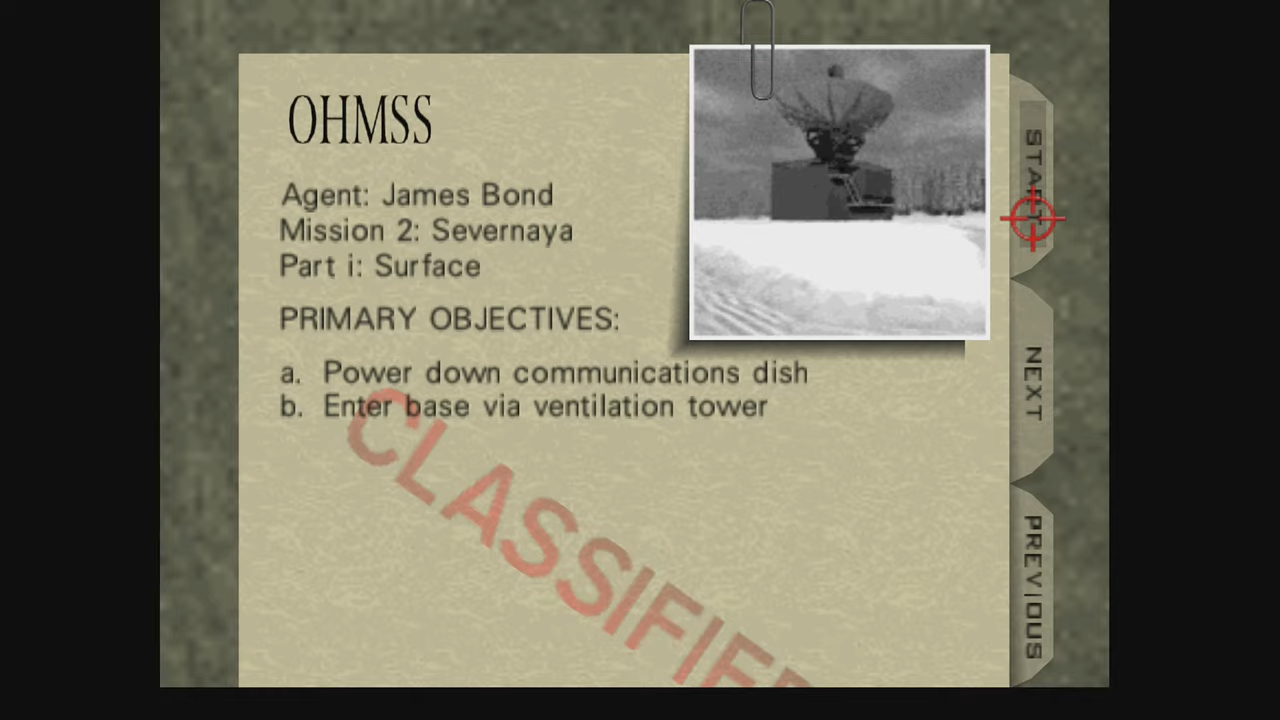 OHMSS
Agent: James Bond
Mission 2: Severnaya
Part i: Surface
PRIMARY OBJECTIVES:
a. Power down communications dish
b. Enter base via ventilation tower
CLASSIFIED
START
NEXT
PREVIOUS